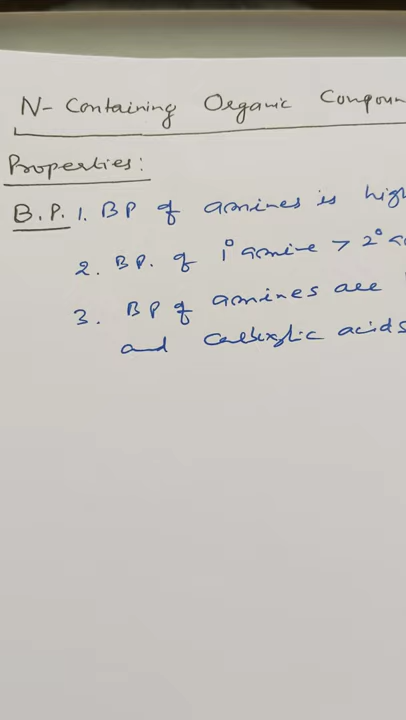 N- Containing Organic Compoun
Properties:
B.P. 1. BP of amines is high
2. BP. of 1° amine > 2° a
3. BP of amines are
and Carboxylic acids